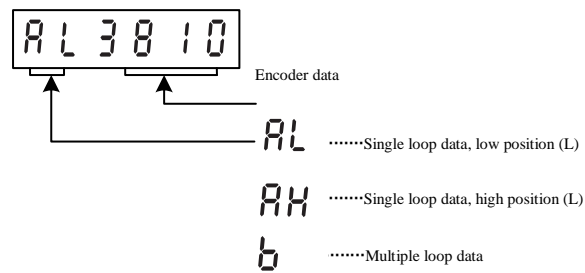 AL3810
Encoder data
AL ·······Single loop data, low position (L)
AH ·······Single loop data, high position (L)
b ·······Multiple loop data